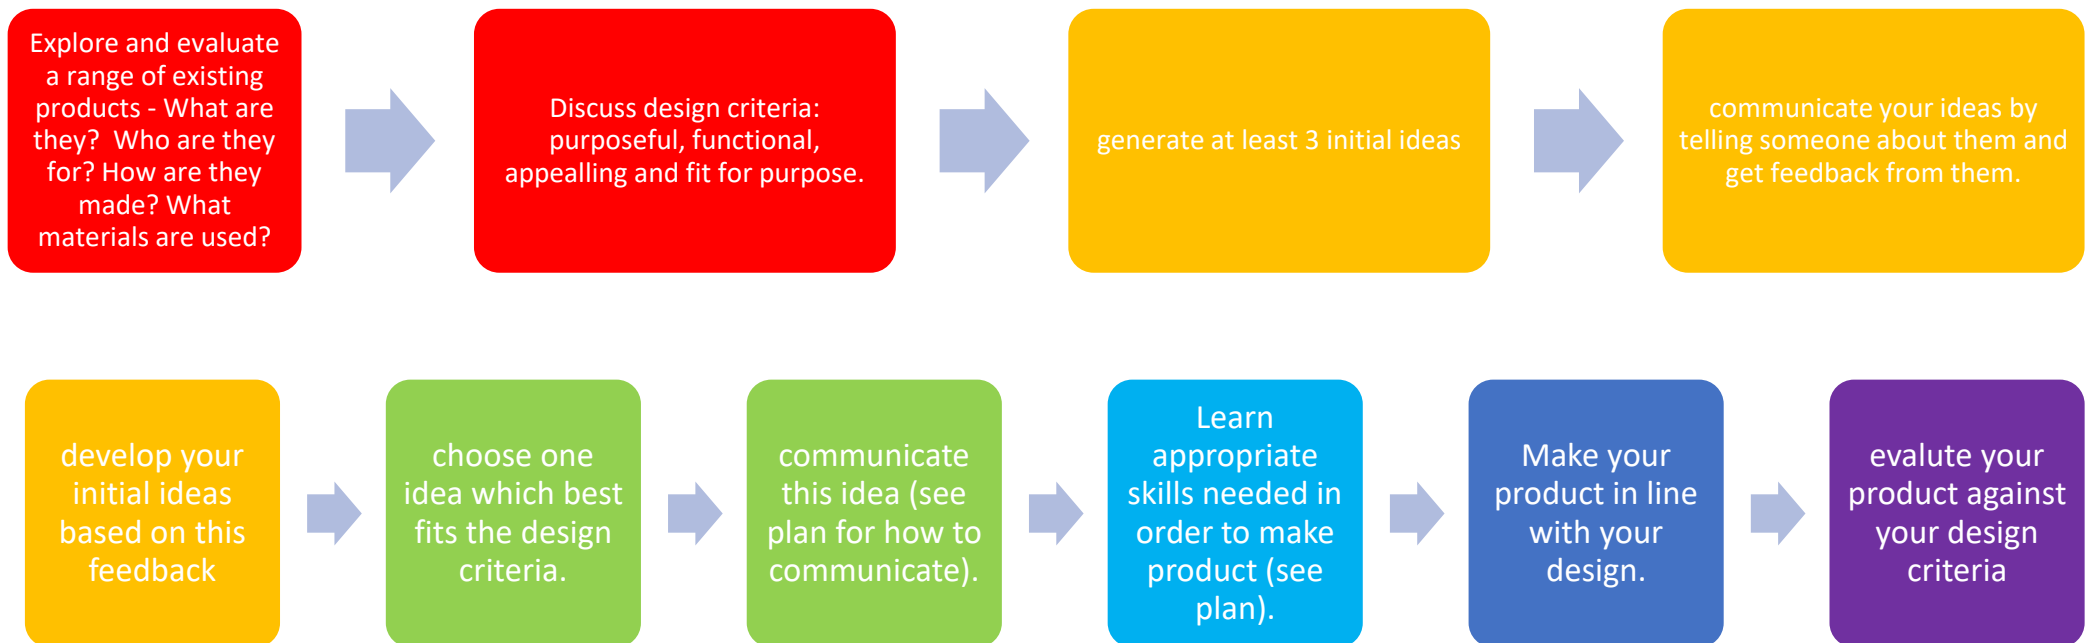 Explore and evaluate
a range of existing
products - What are
they?  Who are they
for? How are they
made? What
materials are used?
Discuss design criteria:
purposeful, functional,
appealling and fit for purpose.
generate at least 3 initial ideas
communicate your ideas by
telling someone about them and
get feedback from them.
develop your
initial ideas
based on this
feedback
choose one
idea which best
fits the design
criteria.
communicate
this idea (see
plan for how to
communicate).
Learn
appropriate
skills needed in
order to make
product (see
plan).
Make your
product in line
with your
design.
evalute your
product against
your design
criteria